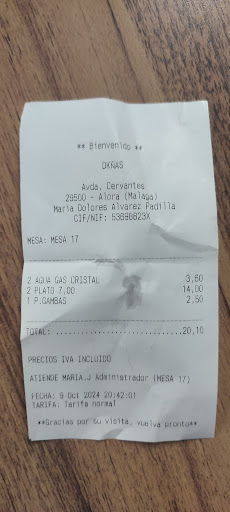 ** Bienvenido **
DKÑAS
Avda. Cervantes
29500 - Alora (Malaga)
Maria Dolores Alvarez Padilla
CIF/NIF: 53698823X
MESA: MESA 17
2 AGUA GAS CRISTAL 3,60
2 PLATO 7,00 14,00
1 P.GAMBAS 2,50
TOTAL: 20,10
PRECIOS IVA INCLUIDO
ATIENDE MARIA.J Administrador (MESA 17)
FECHA: 8 Oct 2024 20:42:01
TARIFA: Tarifa normal
**Gracias por su visita, vuelva pronto**